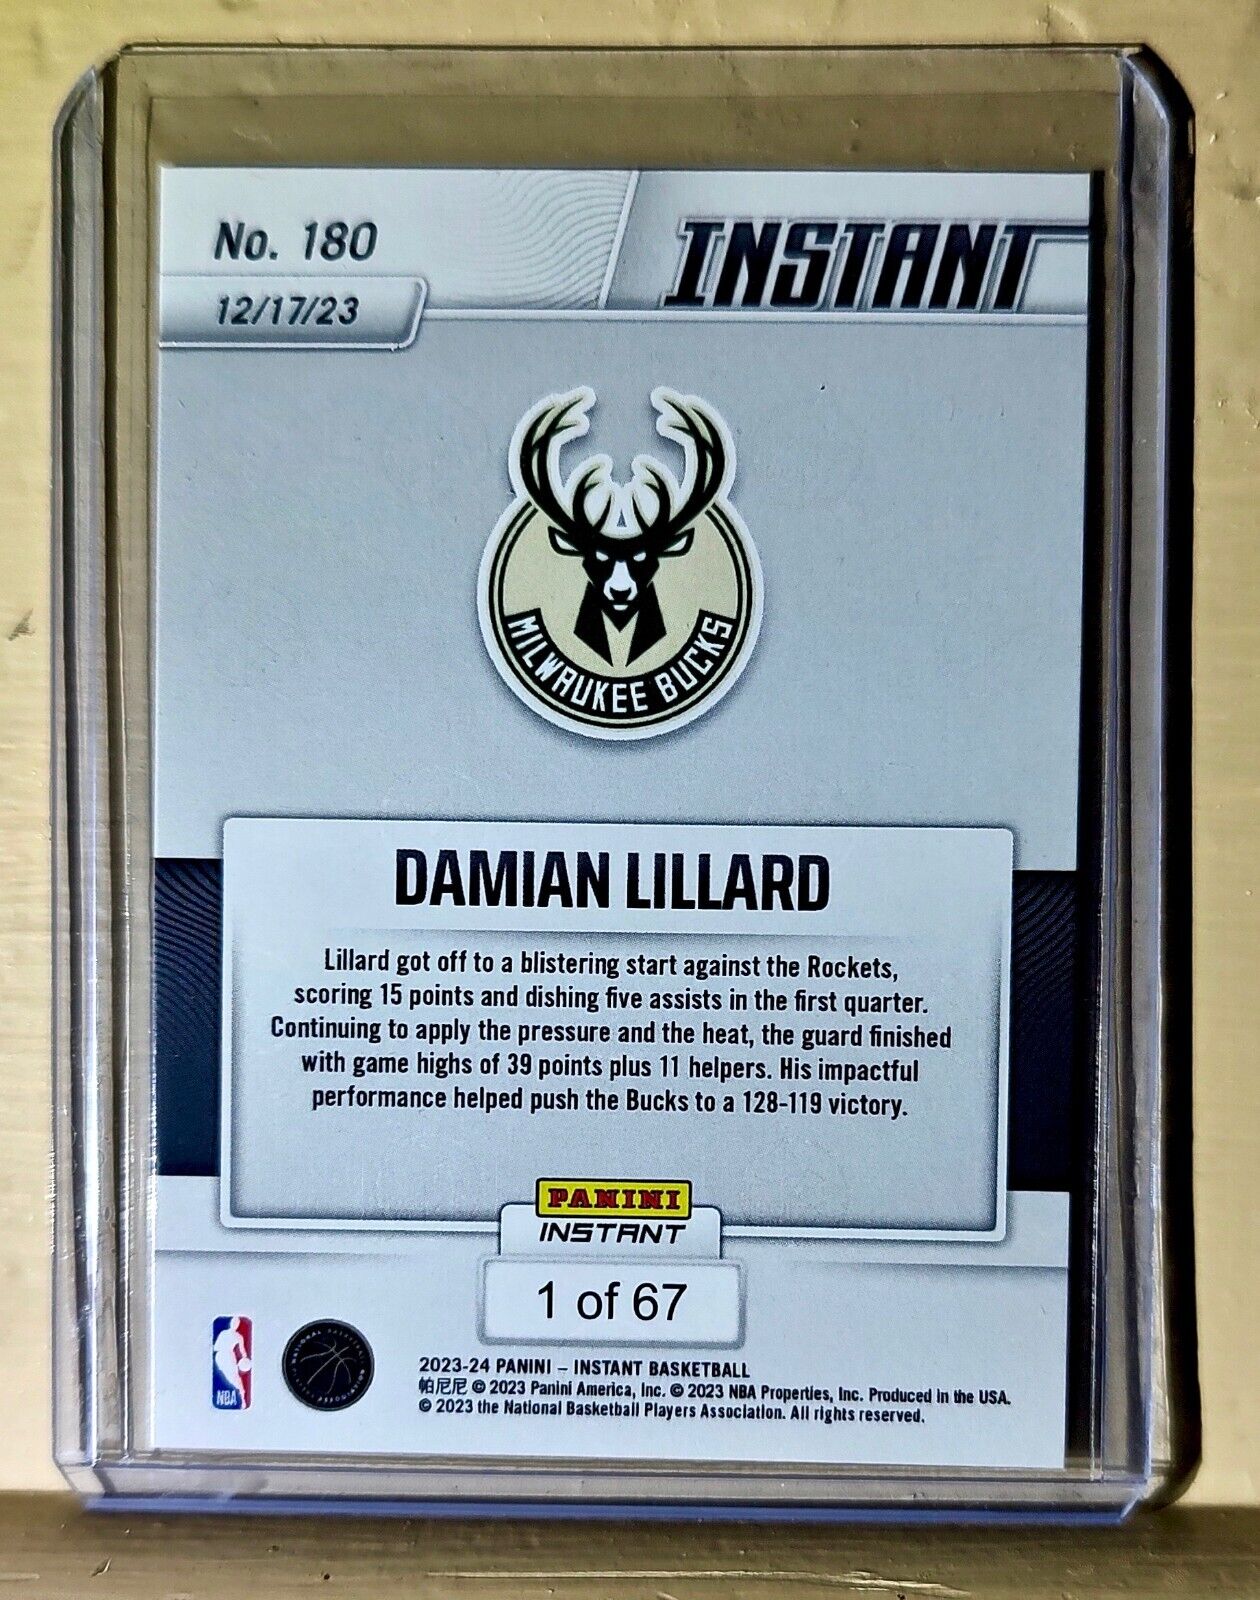 No. 180
INSTANT
12/17/23
MILWAUKEE BUCKS
DAMIAN LILLARD
Lillard got off to a blistering start against the Rockets,
scoring 15 points and dishing five assists in the first quarter.
Continuing to apply the pressure and the heat, the guard finished
with game highs of 39 points plus 11 helpers. His impactful
performance helped push the Bucks to a 128-119 victory.
PANINI
INSTANT
1 of 67
NBA
NATIONAL BASKETBALL
ASSOCIATION
2023-24 PANINI – INSTANT BASKETBALL
帕尼尼 © 2023 Panini America, Inc. © 2023 NBA Properties, Inc. Produced in the USA.
© 2023 the National Basketball Players Association. All rights reserved.